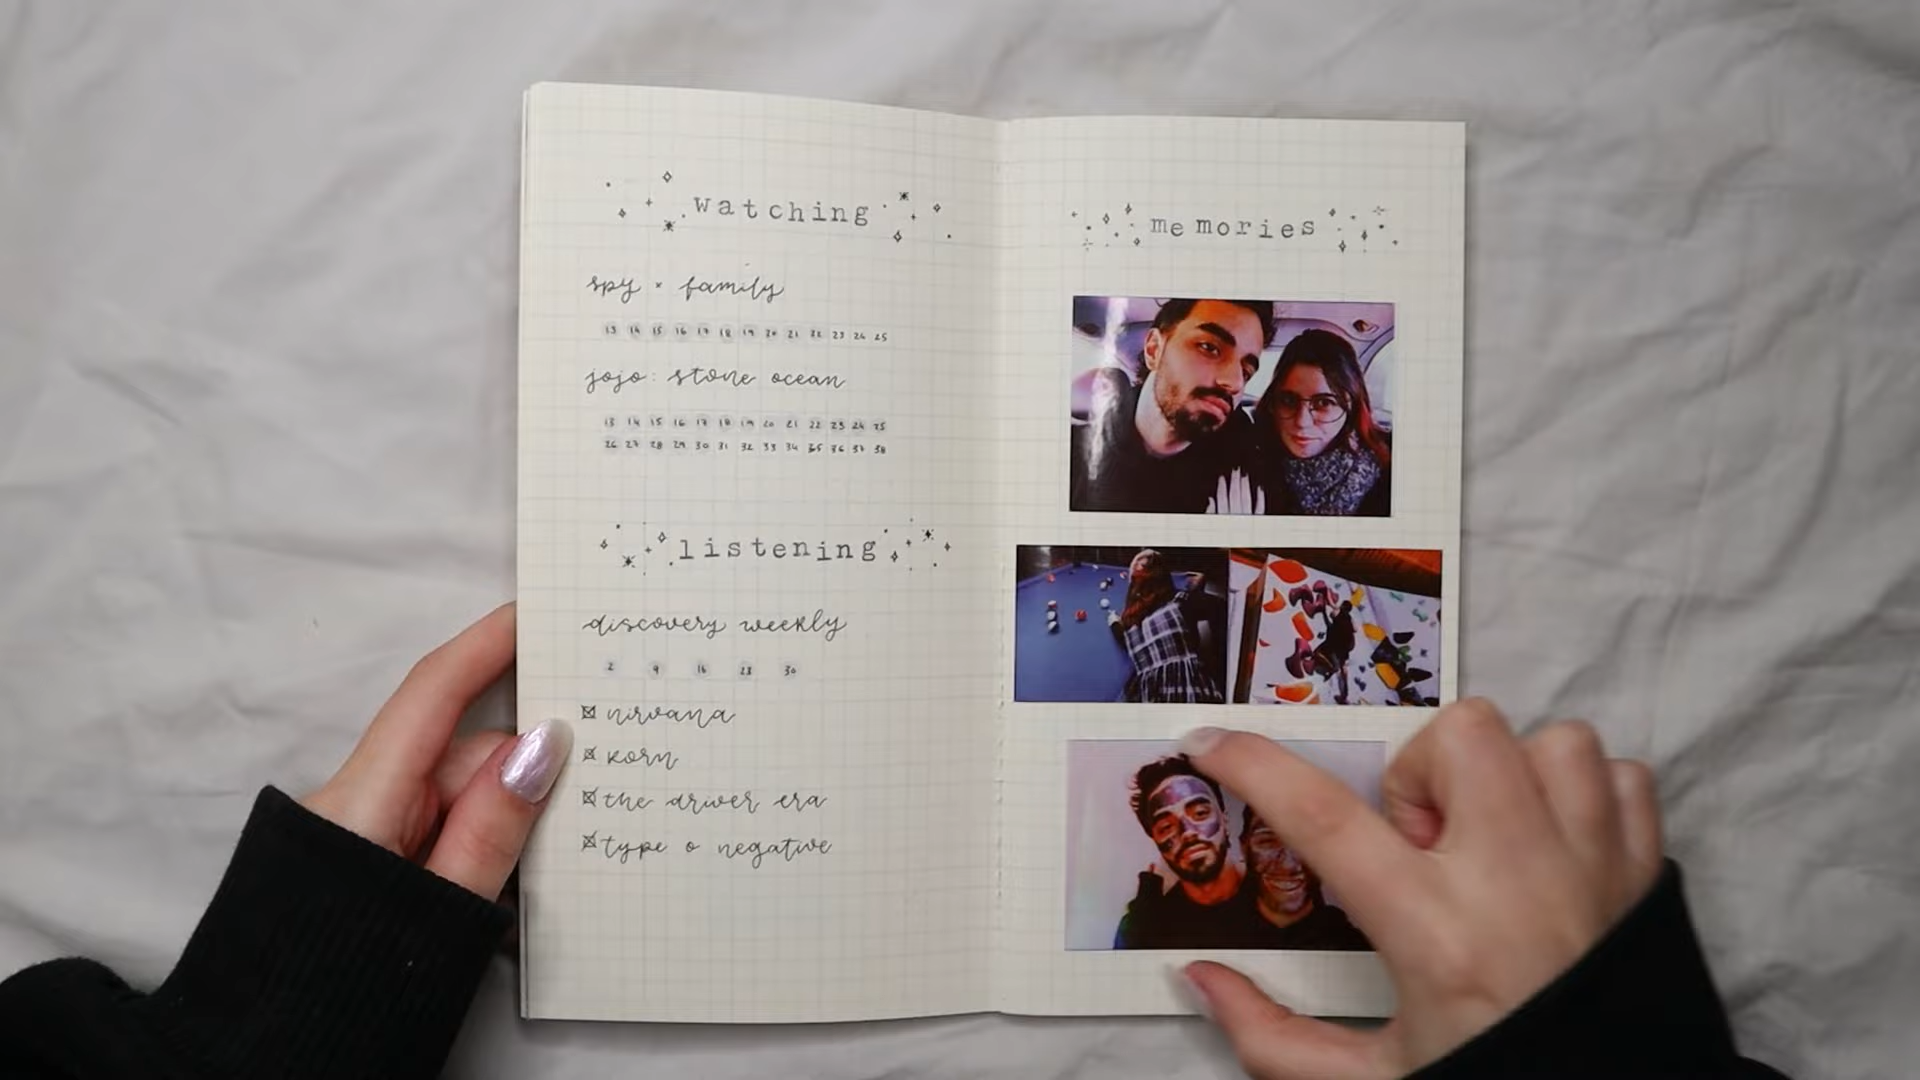 watching
spy × family
13 14 15 16 17 18 19 20 21 22 23 24 25
jojo: stone ocean
13 14 15 16 17 18 19 20 21 22 23 24 25
26 27 28 29 30 31 32 33 34 35 36 37 38
listening
discovery weekly
2 9 16 23 30
nirvana
korn
the driver era
type o negative
memories